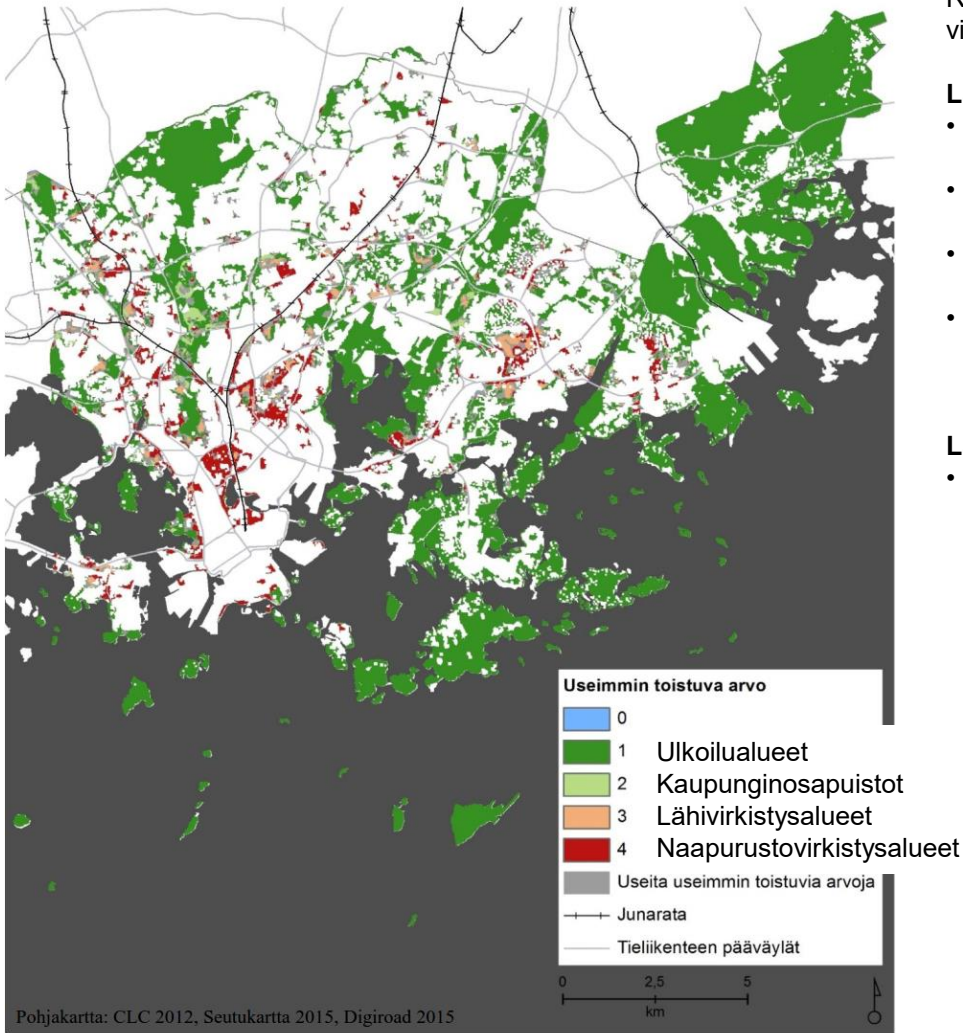 vi
L
•
•
•
•
L
•
Useimmin toistuva arvo
0
1 Ulkoilualueet
2 Kaupunginosapuistot
3 Lähivirkistysalueet
4 Naapurustovirkistysalueet
Useita useimmin toistuvia arvoja
Junarata
Tieliikenteen pääväylät
0 2,5 5
km
Pohjakartta: CLC 2012, Seutukartta 2015, Digiroad 2015